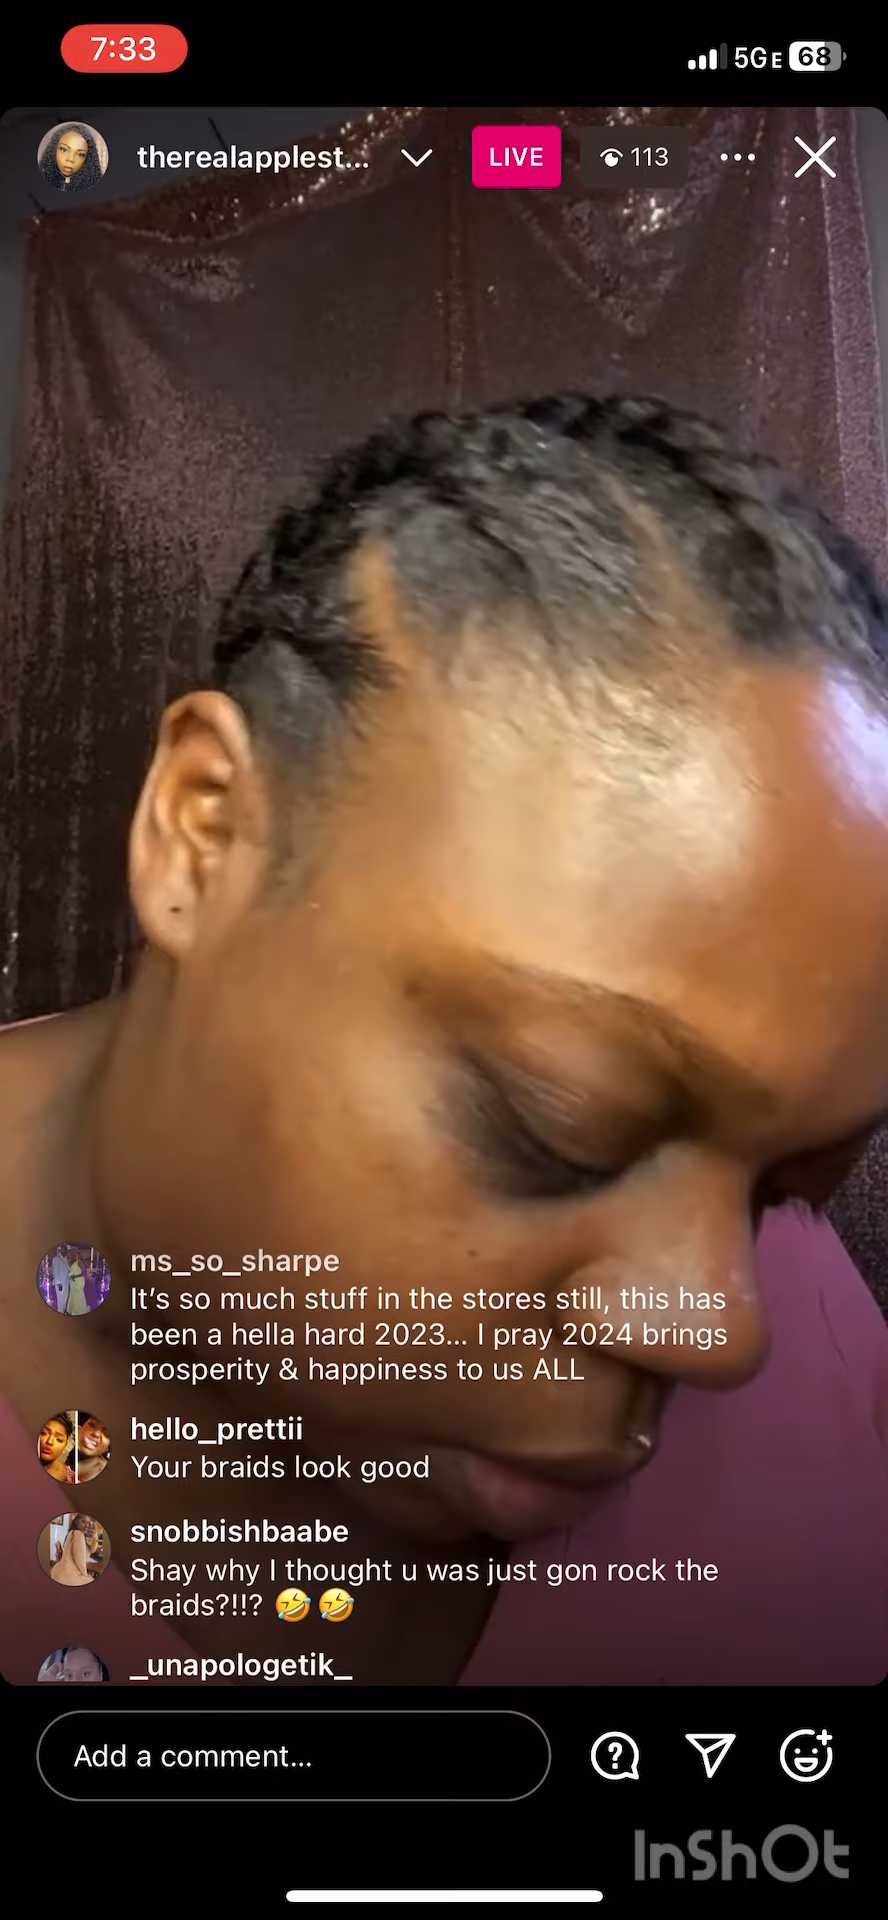 7:33
5GE 68
therealapplest... LIVE 113
ms_so_sharpe
It's so much stuff in the stores still, this has
been a hella hard 2023... I pray 2024 brings
prosperity & happiness to us ALL
hello_prettii
Your braids look good
snobbishbaabe
Shay why I thought u was just gon rock the
braids?!!? 🤣 🤣
_unapologetik_
Add a comment...
InShOt